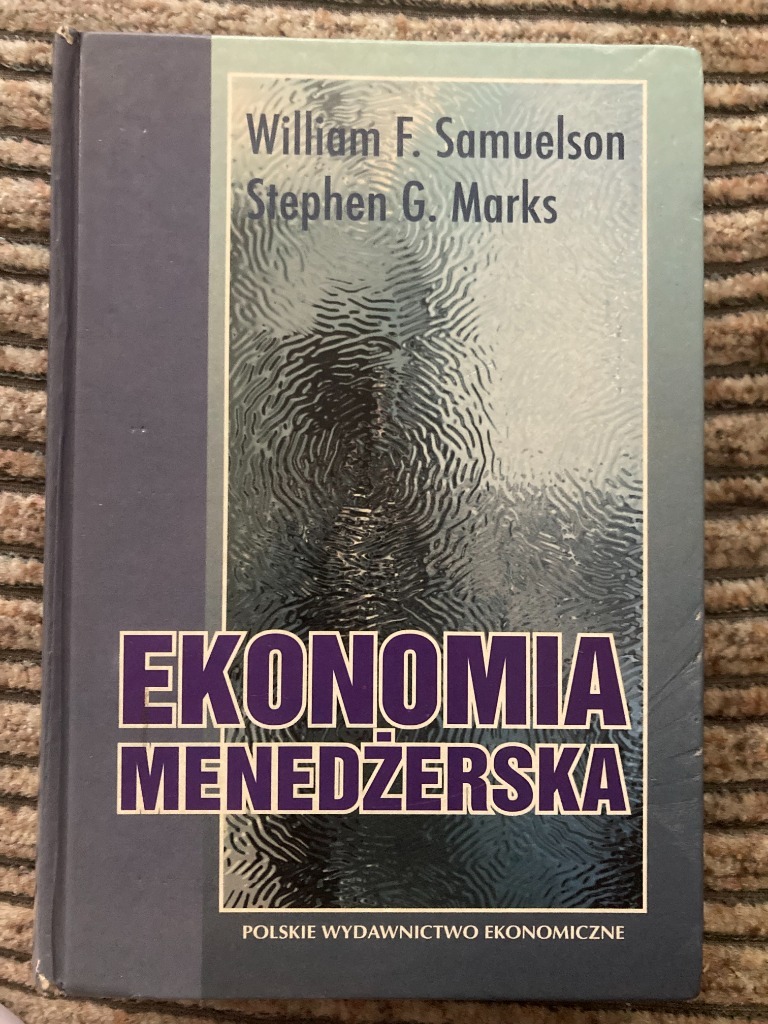 William F. Samuelson
Stephen G. Marks
EKONOMIA
MENEDŻERSKA
POLSKIE WYDAWNICTWO EKONOMICZNE